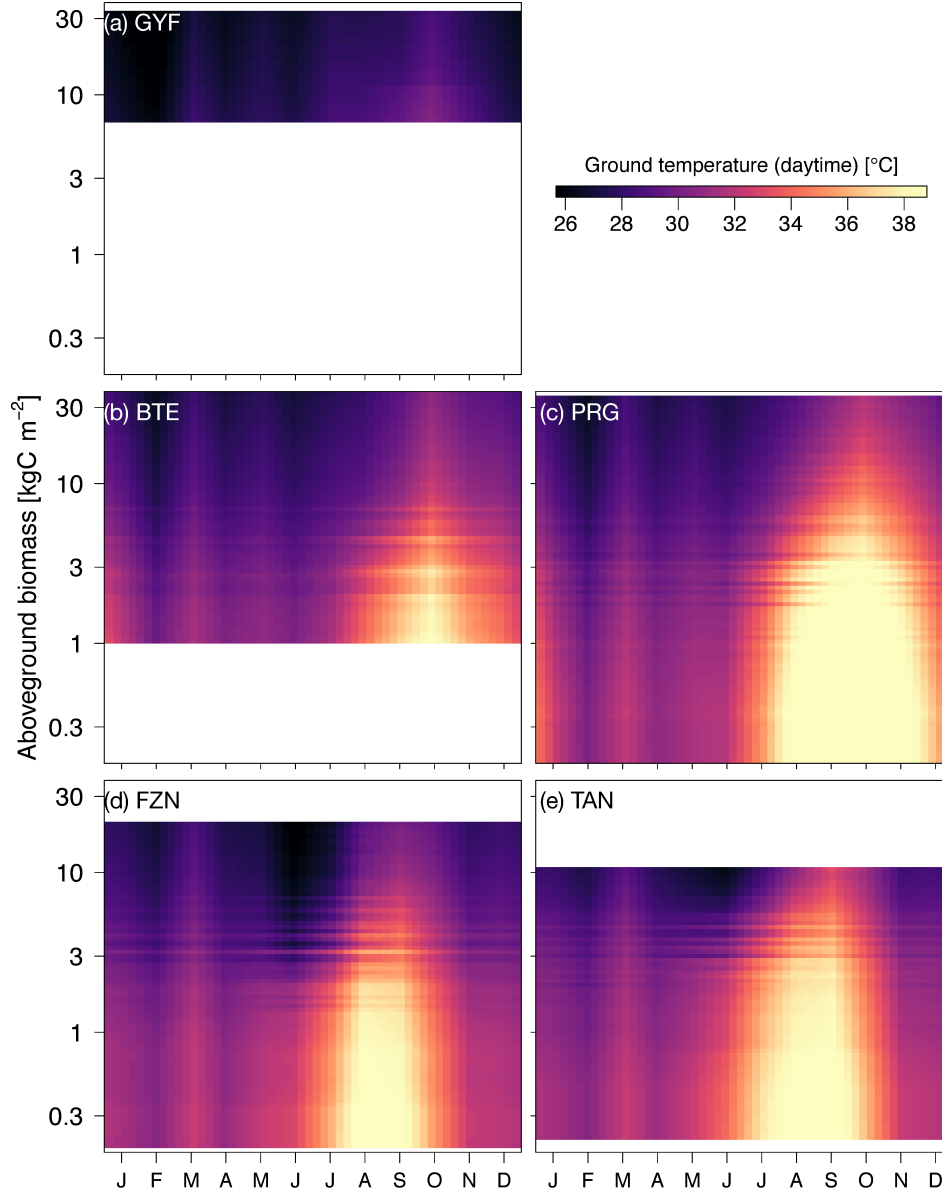 (a) GYF
30
10
3
1
0.3
Ground temperature (daytime) [°C]
26 28 30 32 34 36 38
Aboveground biomass [kgC m⁻²]
(b) BTE
30
10
3
1
0.3
(c) PRG
(d) FZN
30
10
3
1
0.3
J F M A M J J A S O N D
(e) TAN
J F M A M J J A S O N D